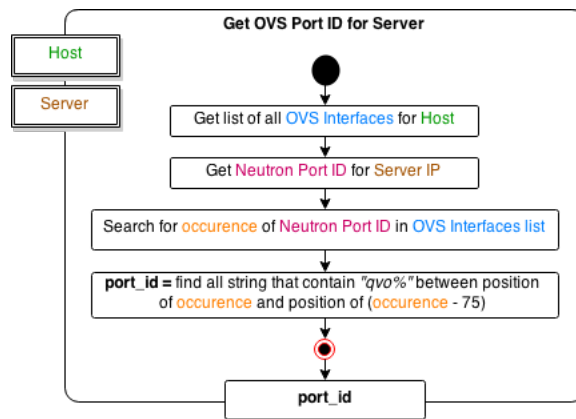 Get OVS Port ID for Server
Host
Server
Get list of all OVS Interfaces for Host
Get Neutron Port ID for Server IP
Search for occurence of Neutron Port ID in OVS Interfaces list
port_id = find all string that contain "qvo%" between position
of occurence and position of (occurence - 75)
port_id